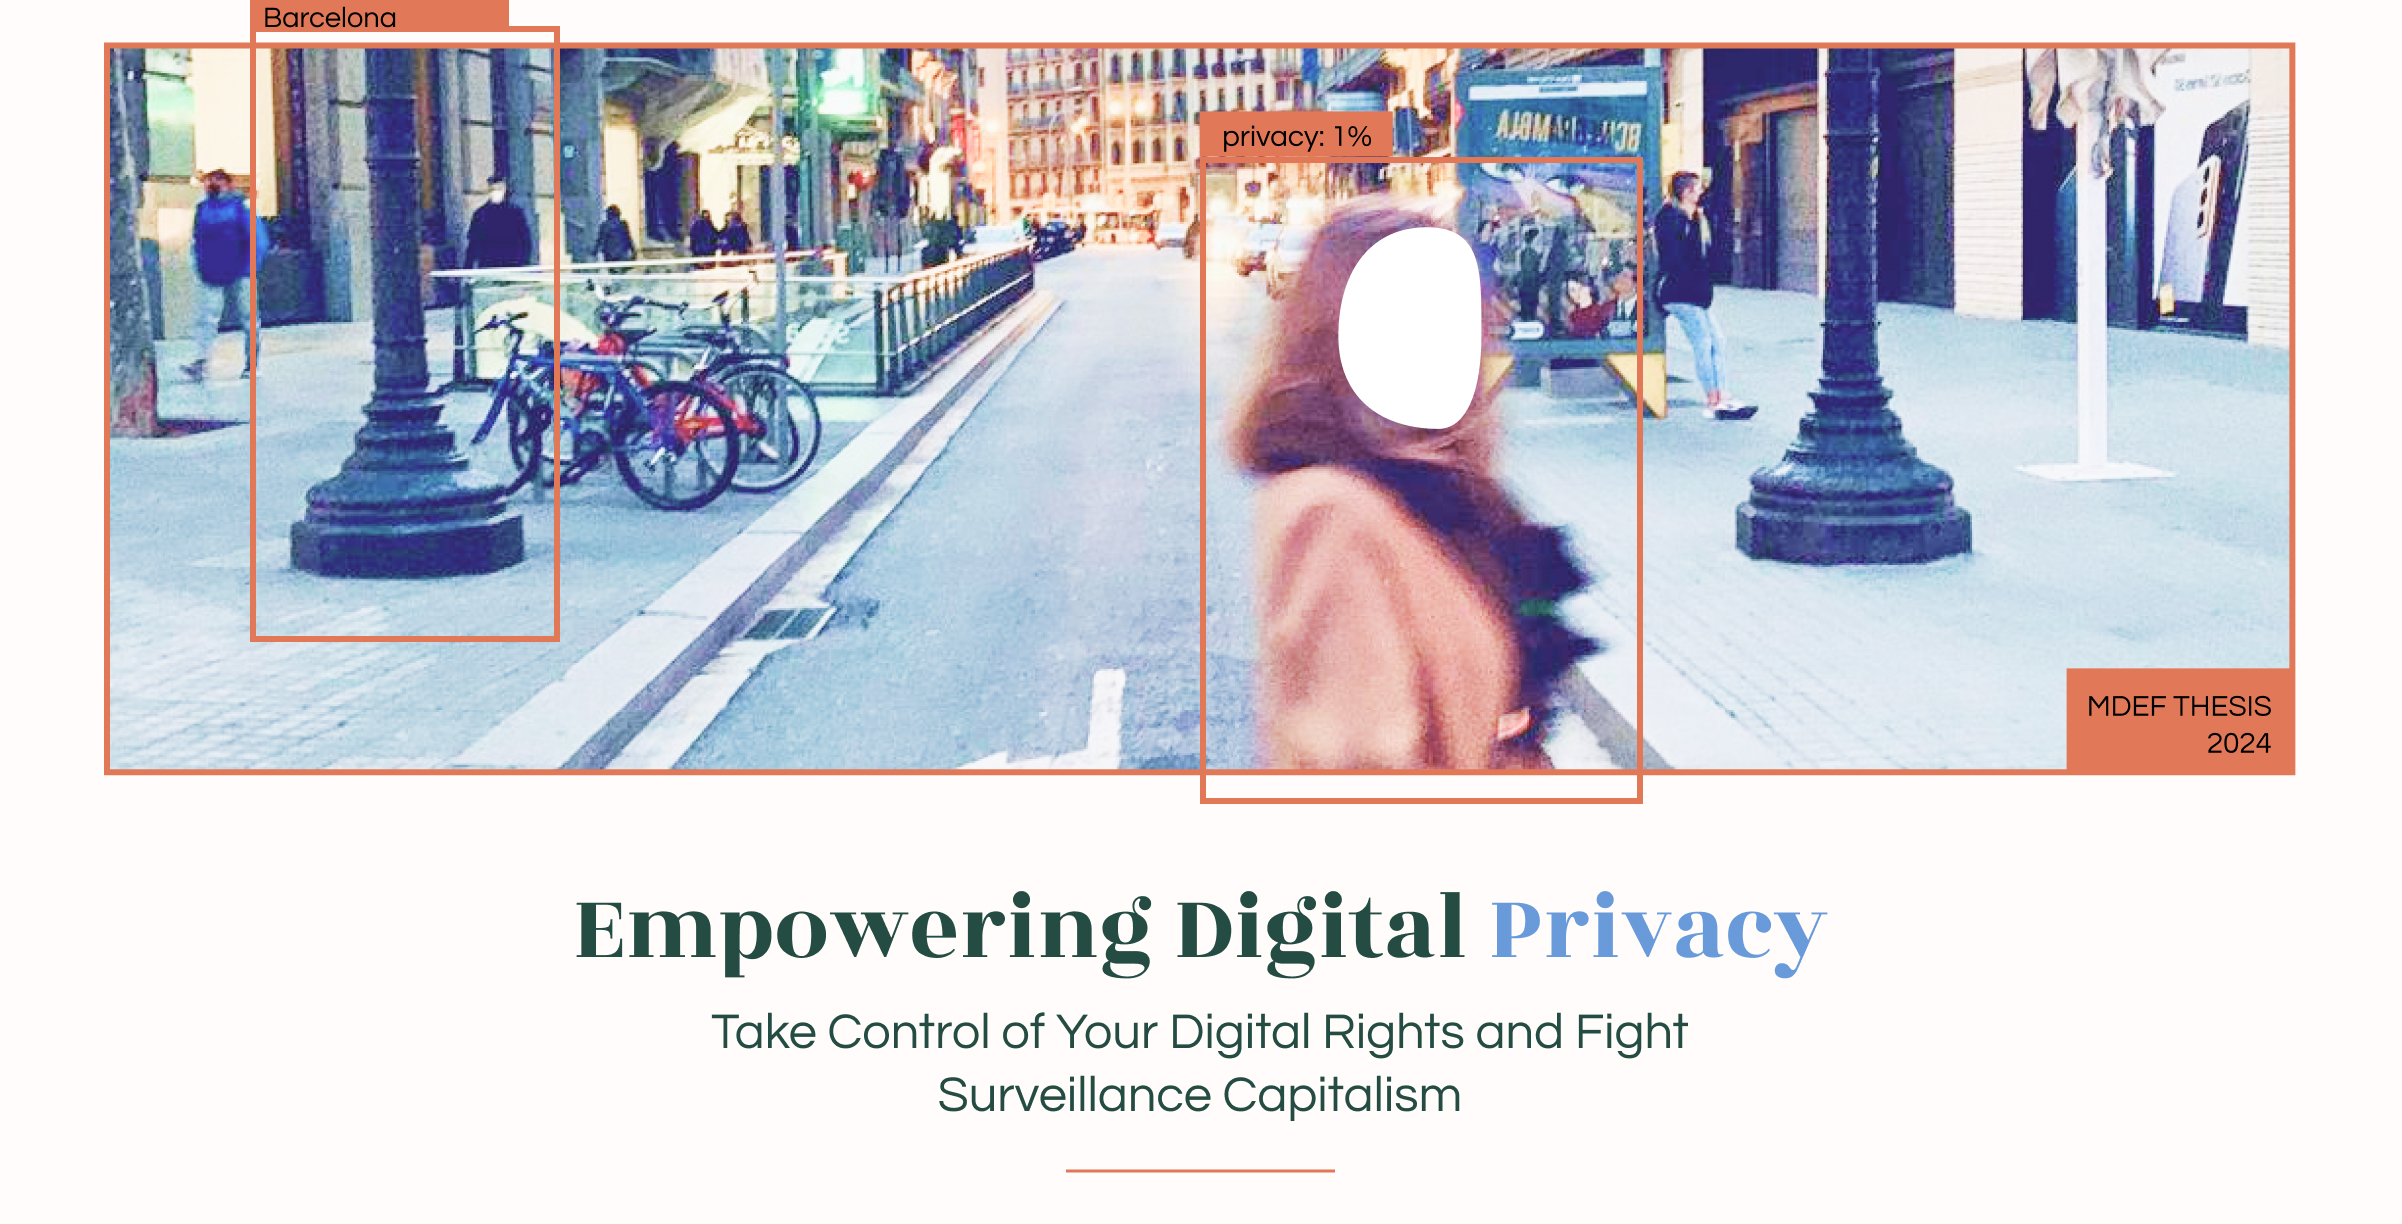 Barcelona
privacy: 1%
MDEF THESIS
2024
Empowering Digital Privacy
Take Control of Your Digital Rights and Fight
Surveillance Capitalism